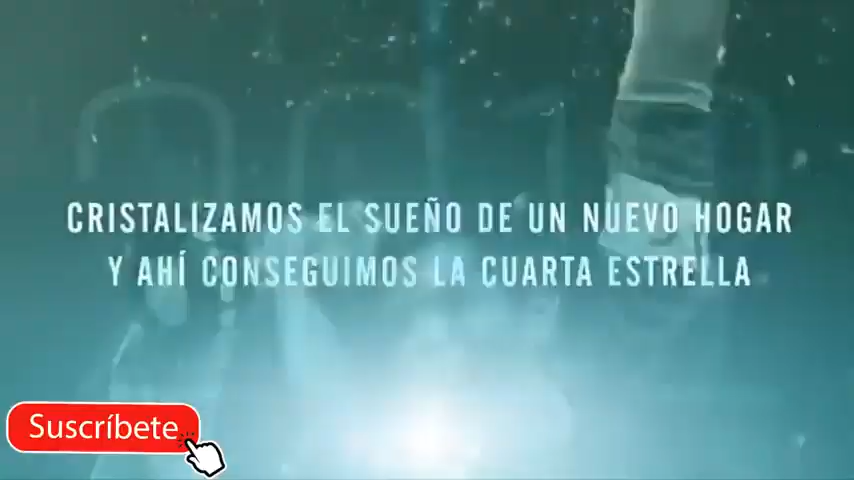 CRISTALIZAMOS EL SUEÑO DE UN NUEVO HOGAR
Y AHÍ CONSEGUIMOS LA CUARTA ESTRELLA
Suscríbete